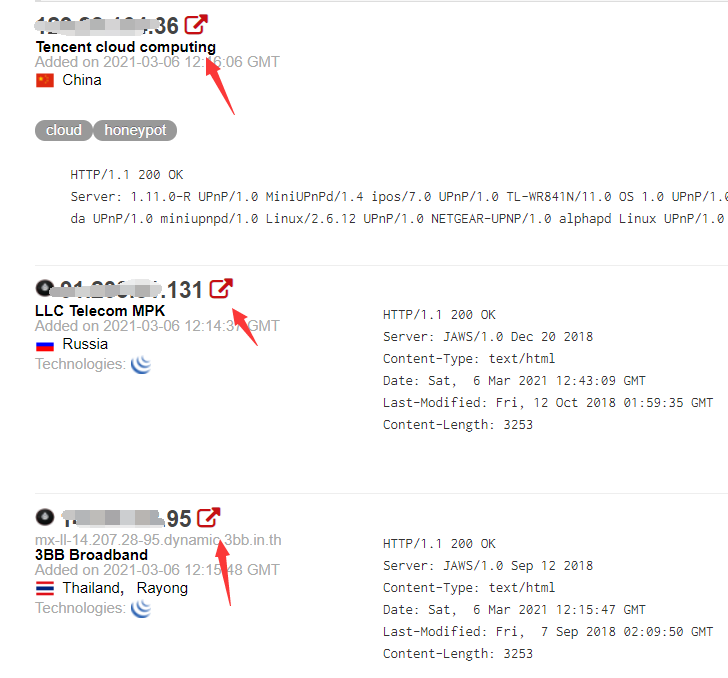 .36
Tencent cloud computing
Added on 2021-03-06 12:16:06 GMT
China
cloud honeypot
HTTP/1.1 200 OK
Server: 1.11.0-R UPnP/1.0 MiniUPnPd/1.4 ipos/7.0 UPnP/1.0 TL-WR841N/11.0 OS 1.0 UPnP/1.0
da UPnP/1.0 miniupnpd/1.0 Linux/2.6.12 UPnP/1.0 NETGEAR-UPNP/1.0 alphapd Linux UPnP/1.0
.131
LLC Telecom MPK
Added on 2021-03-06 12:14:37 GMT
Russia
Technologies:
HTTP/1.1 200 OK
Server: JAWS/1.0 Dec 20 2018
Content-Type: text/html
Date: Sat,  6 Mar 2021 12:43:09 GMT
Last-Modified: Fri, 12 Oct 2018 01:59:35 GMT
Content-Length: 3253
.95
mx-ll-14.207.28-95.dynamic.3bb.in.th
3BB Broadband
Added on 2021-03-06 12:15:48 GMT
Thailand, Rayong
Technologies:
HTTP/1.1 200 OK
Server: JAWS/1.0 Sep 12 2018
Content-Type: text/html
Date: Sat,  6 Mar 2021 12:15:47 GMT
Last-Modified: Fri,  7 Sep 2018 02:09:50 GMT
Content-Length: 3253